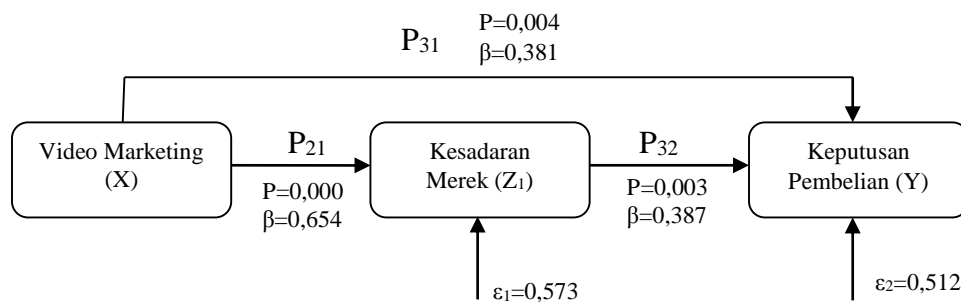 P₃₁
P=0,004
β=0,381
Video Marketing
(X)
P₂₁
P=0,000
β=0,654
Kesadaran
Merek (Z₁)
P₃₂
P=0,003
β=0,387
Keputusan
Pembelian (Y)
ε₁=0,573
ε₂=0,512